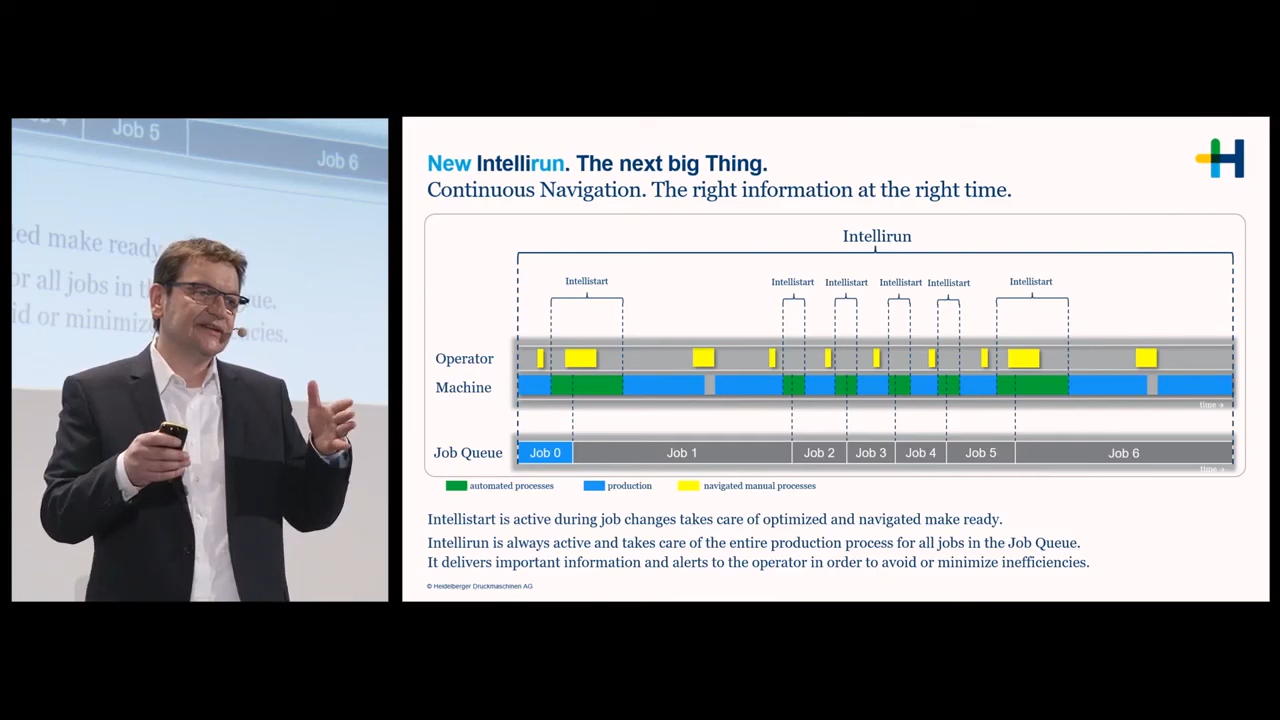 Job 5
Job 6
ed make ready
or all jobs in t
ue.
id or minimiz
cies.
New Intellirun. The next big Thing.
Continuous Navigation. The right information at the right time.
Intellirun
Intellistart Intellistart Intellistart Intellistart Intellistart Intellistart
Operator
Machine
time →
Job Queue Job 0 Job 1 Job 2 Job 3 Job 4 Job 5 Job 6
time →
automated processes production navigated manual processes
Intellistart is active during job changes takes care of optimized and navigated make ready.
Intellirun is always active and takes care of the entire production process for all jobs in the Job Queue.
It delivers important information and alerts to the operator in order to avoid or minimize inefficiencies.
© Heidelberger Druckmaschinen AG